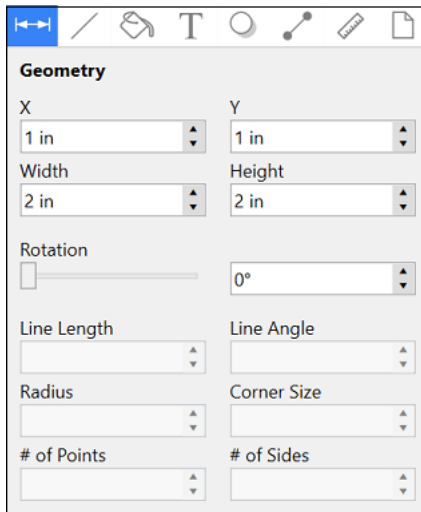 T
Geometry
X Y
1 in 1 in
Width Height
2 in 2 in
Rotation
0°
Line Length Line Angle
Radius Corner Size
# of Points # of Sides